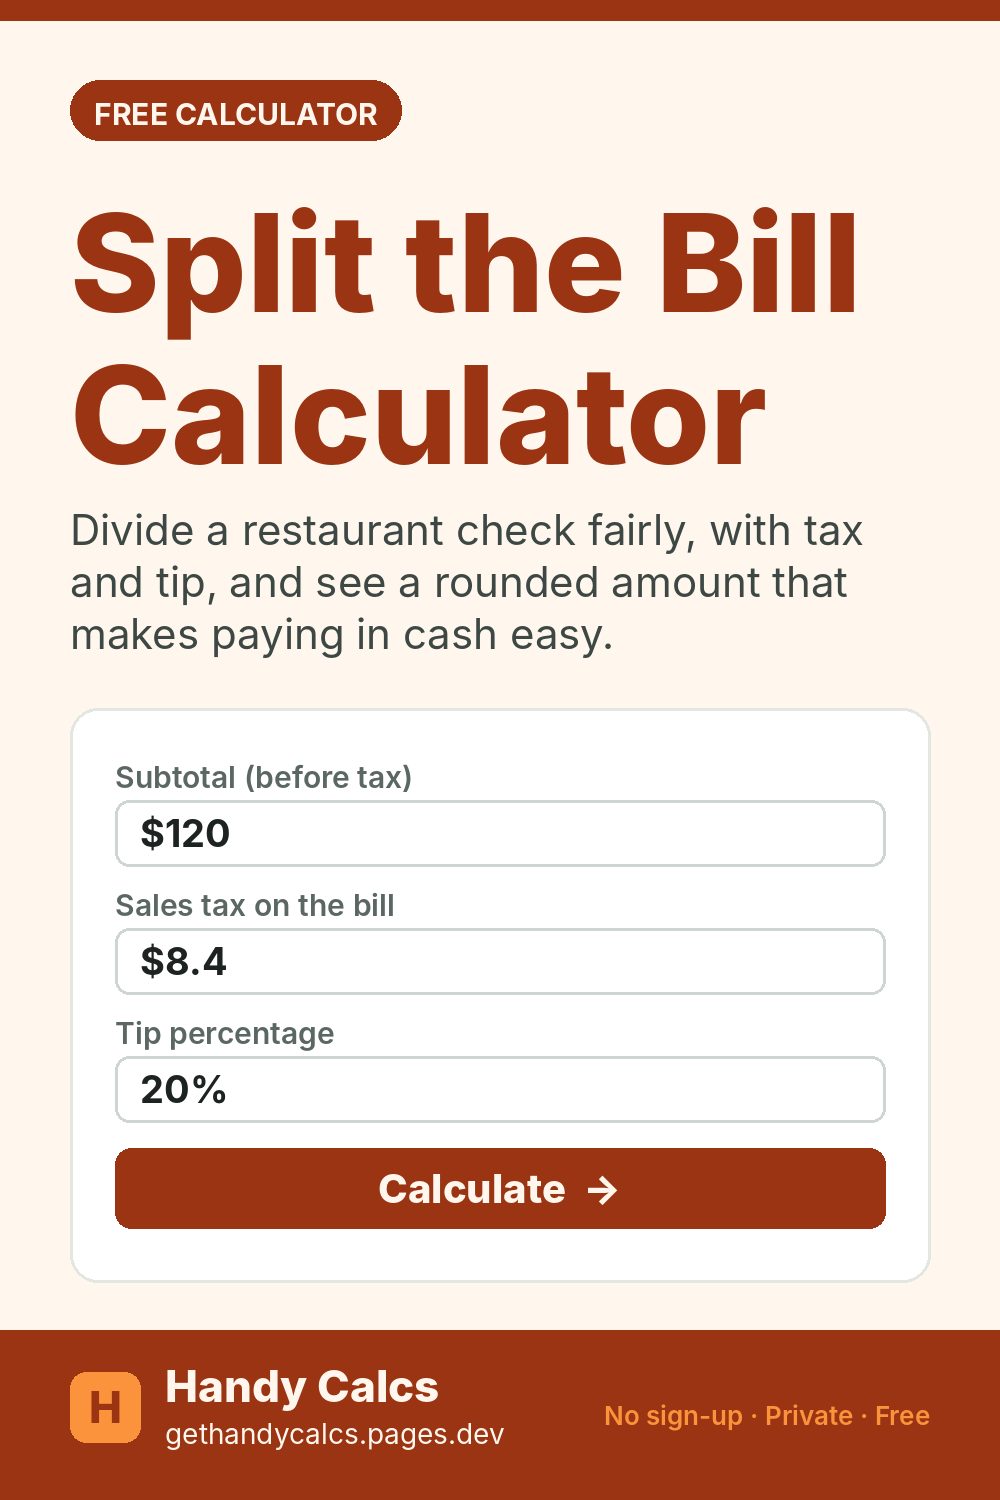 FREE CALCULATOR
Split the Bill
Calculator
Divide a restaurant check fairly, with tax
and tip, and see a rounded amount that
makes paying in cash easy.
Subtotal (before tax)
$120
Sales tax on the bill
$8.4
Tip percentage
20%
Calculate →
H
Handy Calcs
gethandycalcs.pages.dev
No sign-up · Private · Free